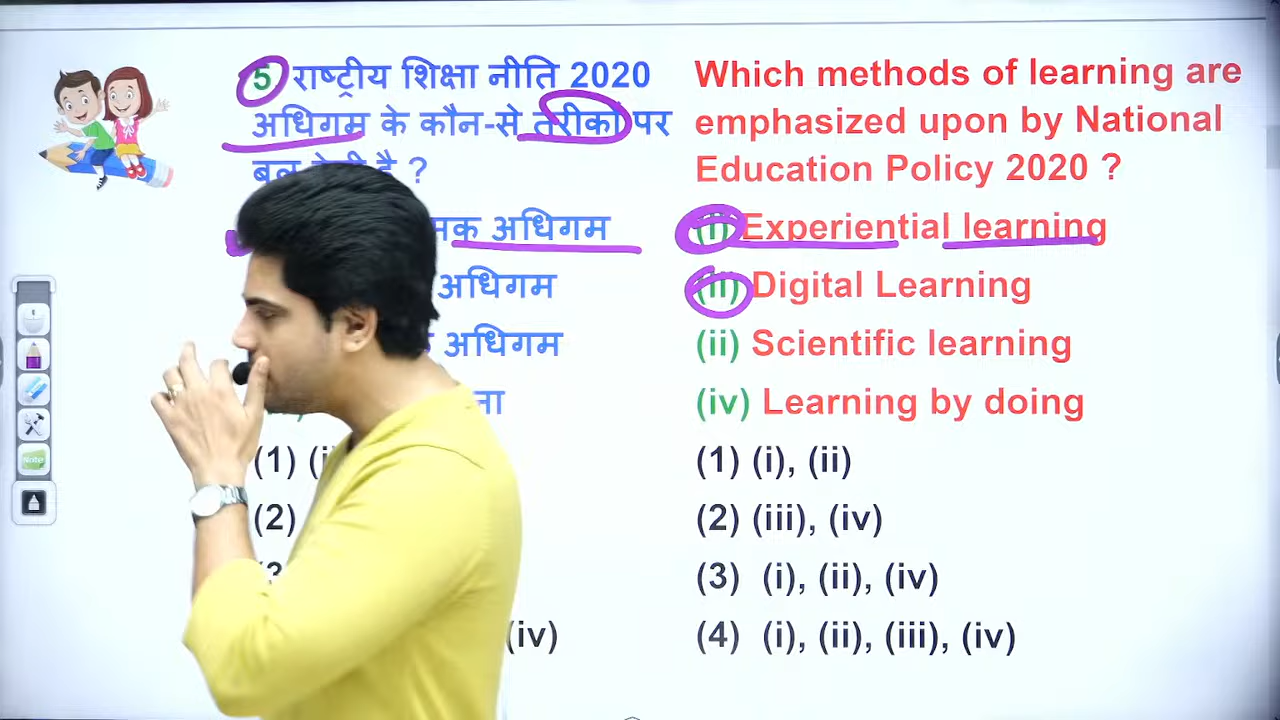 5 राष्ट्रीय शिक्षा नीति 2020
अधिगम के कौन-से तरीकों पर
है ?
अधिगम
अधिगम
अधिगम
(1)
(2)
(iv)
Which methods of learning are
emphasized upon by National
Education Policy 2020 ?
(i) Experiential learning
(ii) Digital Learning
(ii) Scientific learning
(iv) Learning by doing
(1) (i), (ii)
(2) (iii), (iv)
(3) (i), (ii), (iv)
(4) (i), (ii), (iii), (iv)
Note